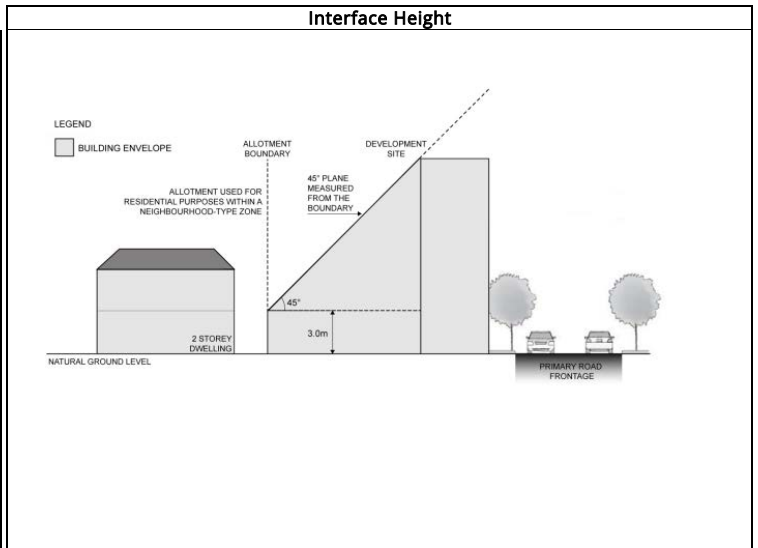 Interface Height
LEGEND
BUILDING ENVELOPE
ALLOTMENT
BOUNDARY
DEVELOPMENT
SITE
ALLOTMENT USED FOR
RESIDENTIAL PURPOSES WITHIN A
NEIGHBOURHOOD-TYPE ZONE
45° PLANE
MEASURED
FROM THE
BOUNDARY
45°
3.0m
2 STOREY
DWELLING
NATURAL GROUND LEVEL
PRIMARY ROAD
FRONTAGE